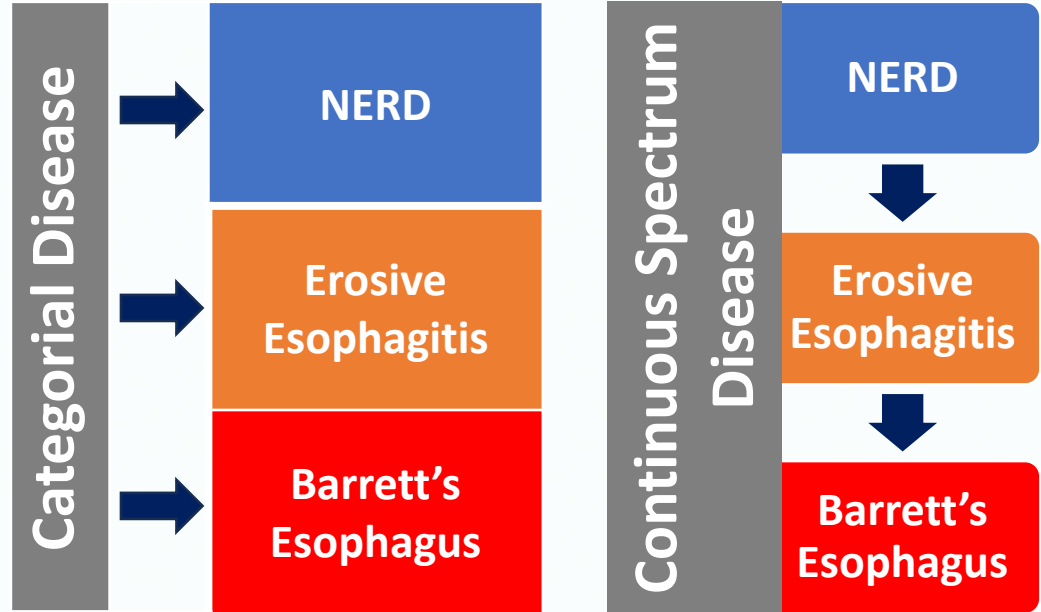 Categorial Disease
NERD
Erosive
Esophagitis
Barrett’s
Esophagus
Continuous Spectrum
Disease
NERD
Erosive
Esophagitis
Barrett’s
Esophagus